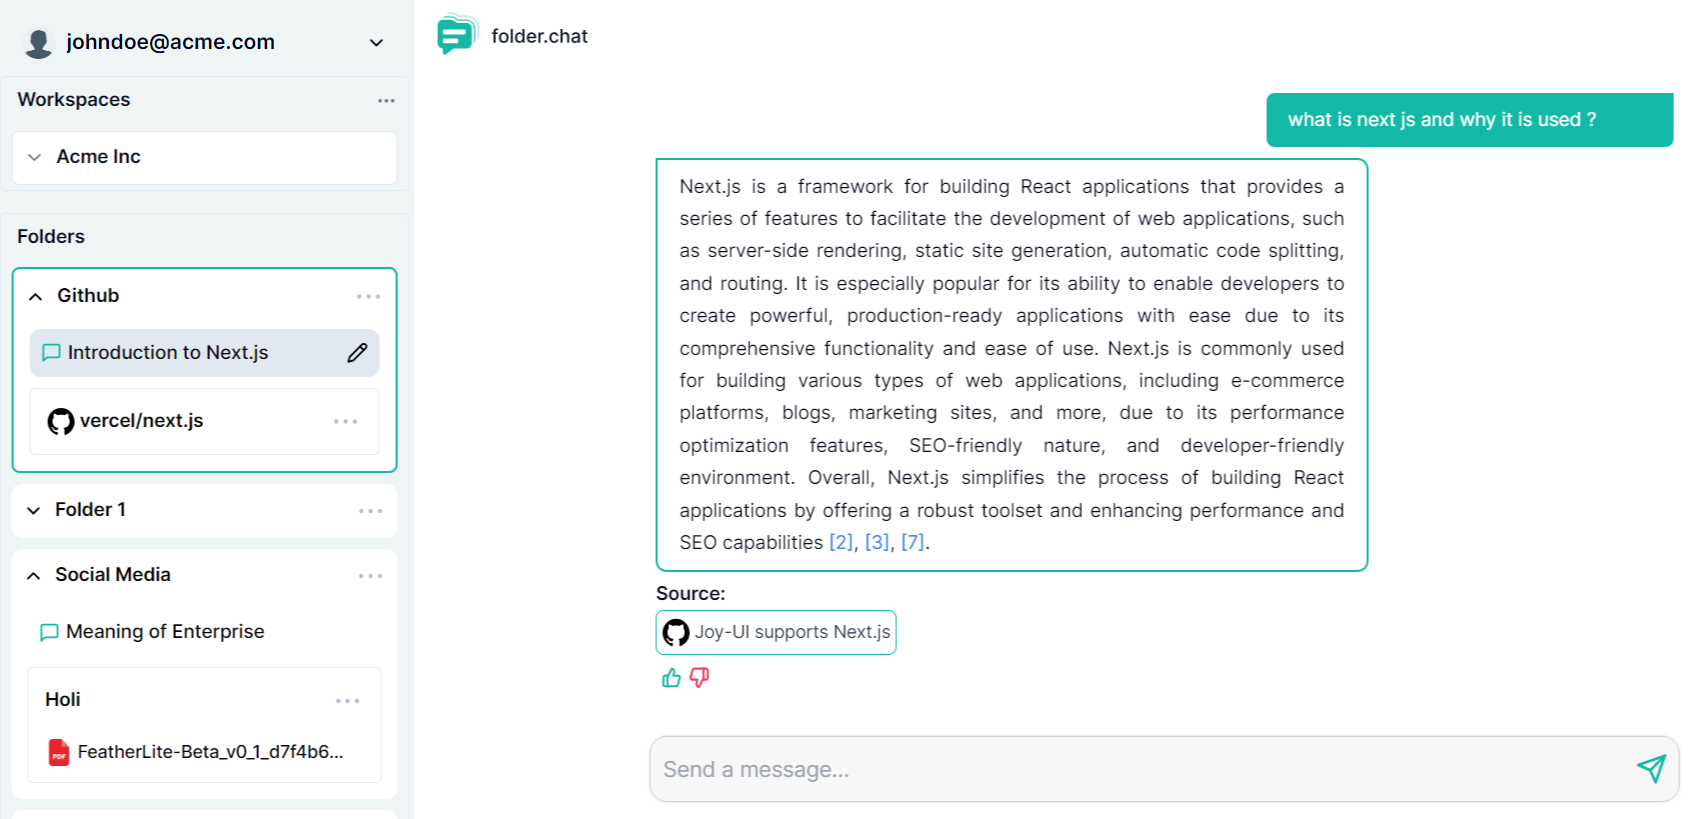 johndoe@acme.com
Workspaces
Acme Inc
Folders
Github
Introduction to Next.js
vercel/next.js
Folder 1
Social Media
Meaning of Enterprise
Holi
PDF
FeatherLite-Beta_v0_1_d7f4b6...
folder.chat
what is next js and why it is used ?
Next.js is a framework for building React applications that provides a
series of features to facilitate the development of web applications, such
as server-side rendering, static site generation, automatic code splitting,
and routing. It is especially popular for its ability to enable developers to
create powerful, production-ready applications with ease due to its
comprehensive functionality and ease of use. Next.js is commonly used
for building various types of web applications, including e-commerce
platforms, blogs, marketing sites, and more, due to its performance
optimization features, SEO-friendly nature, and developer-friendly
environment. Overall, Next.js simplifies the process of building React
applications by offering a robust toolset and enhancing performance and
SEO capabilities [2], [3], [7].
Source:
Joy-UI supports Next.js
Send a message...